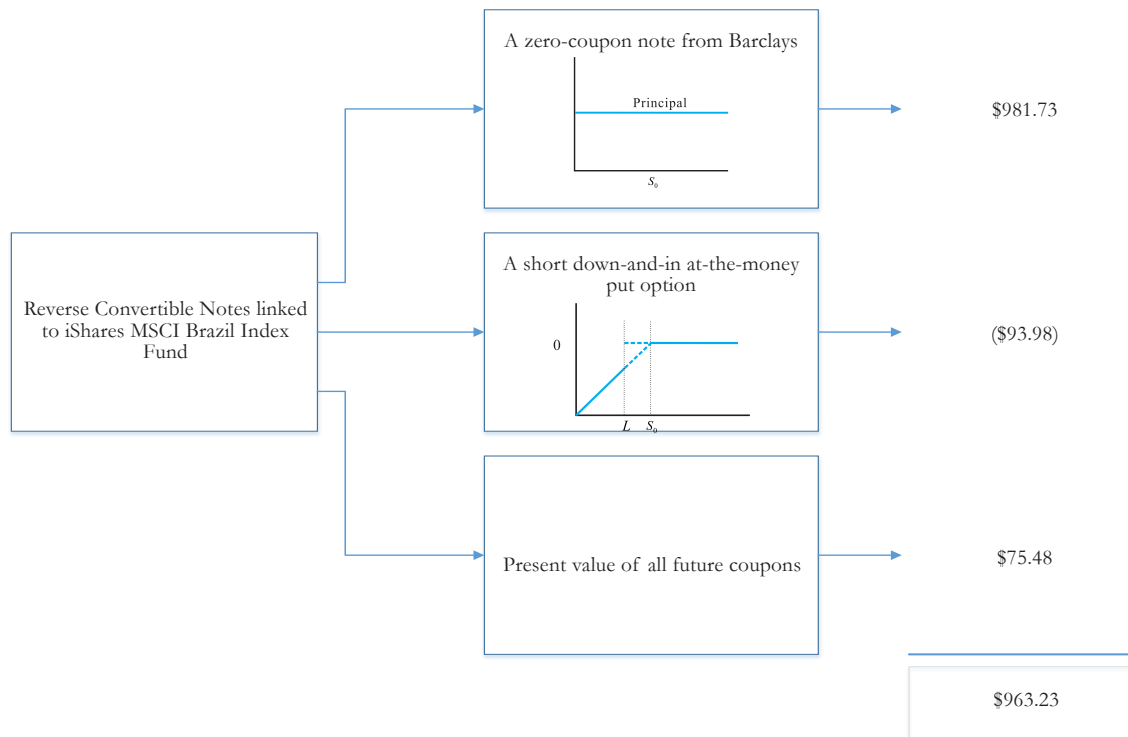 A zero-coupon note from Barclays
Principal
S₀
$981.73
Reverse Convertible Notes linked
to iShares MSCI Brazil Index
Fund
A short down-and-in at-the-money
put option
0
L S₀
($93.98)
Present value of all future coupons
$75.48
$963.23